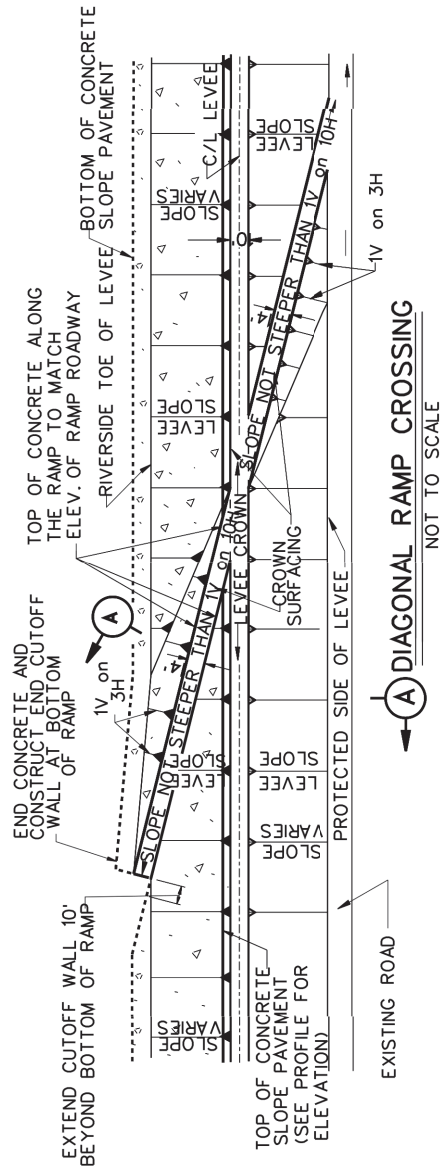 END CONCRETE AND
CONSTRUCT END CUTOFF
WALL AT BOTTOM
OF RAMP
TOP OF CONCRETE ALONG
THE RAMP TO MATCH
ELEV. OF RAMP ROADWAY
BOTTOM OF CONCRETE
SLOPE PAVEMENT
RIVERSIDE TOE OF LEVEE
EXTEND CUTOFF WALL 10'
BEYOND BOTTOM OF RAMP
A
1V on
3H
SLOPE
VARIES
LEVEE
SLOPE
LEVEE
SLOPE
SLOPE
VARIES
C/L LEVEE
SLOPE NOT STEEPER THAN 1V on 10H
LEVEE CROWN
CROWN
SURFACING
SLOPE NOT STEEPER THAN 1V on 10H
TOP OF CONCRETE
SLOPE PAVEMENT
(SEE PROFILE FOR
ELEVATION)
SLOPE
VARIES
LEVEE
SLOPE
LEVEE
SLOPE
1V on 3H
EXISTING ROAD
PROTECTED SIDE OF LEVEE
A
DIAGONAL RAMP CROSSING
NOT TO SCALE